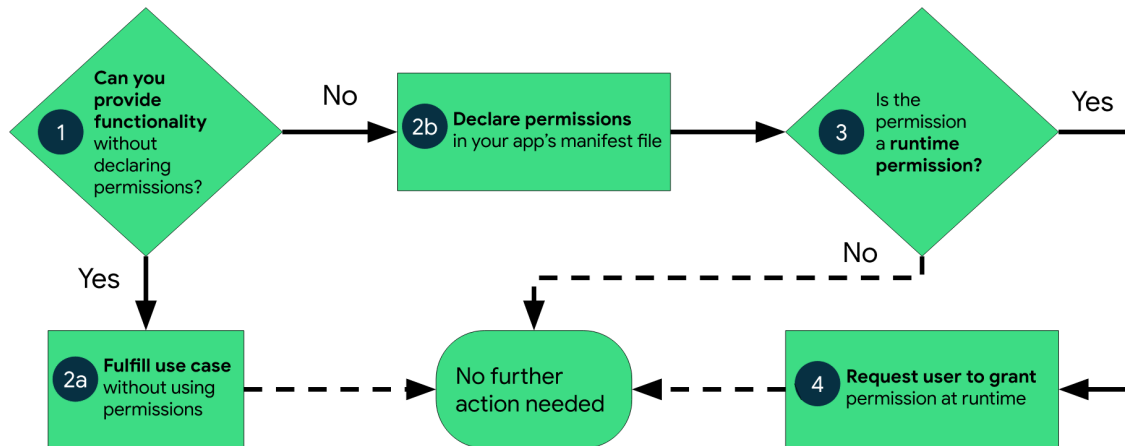 1
Can you
provide
functionality
without
declaring
permissions?
No
2b
Declare permissions
in your app's manifest file
3
Is the
permission
a runtime
permission?
Yes
Yes
No
2a
Fulfill use case
without using
permissions
No further
action needed
4
Request user to grant
permission at runtime